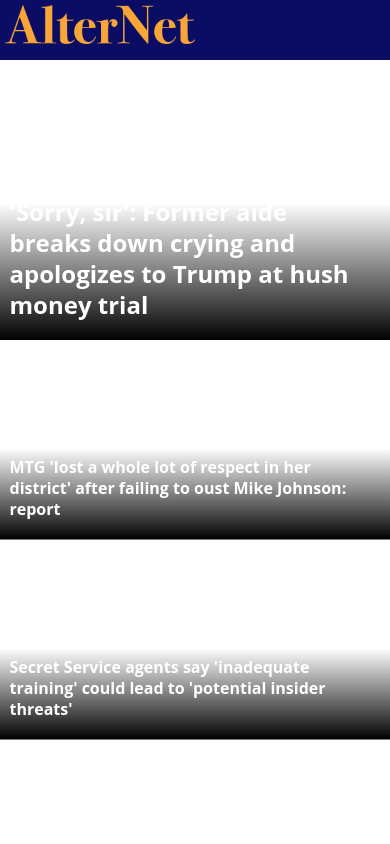 AlterNet
'Sorry, sir': Former aide
breaks down crying and
apologizes to Trump at hush
money trial
MTG 'lost a whole lot of respect in her
district' after failing to oust Mike Johnson:
report
Secret Service agents say 'inadequate
training' could lead to 'potential insider
threats'